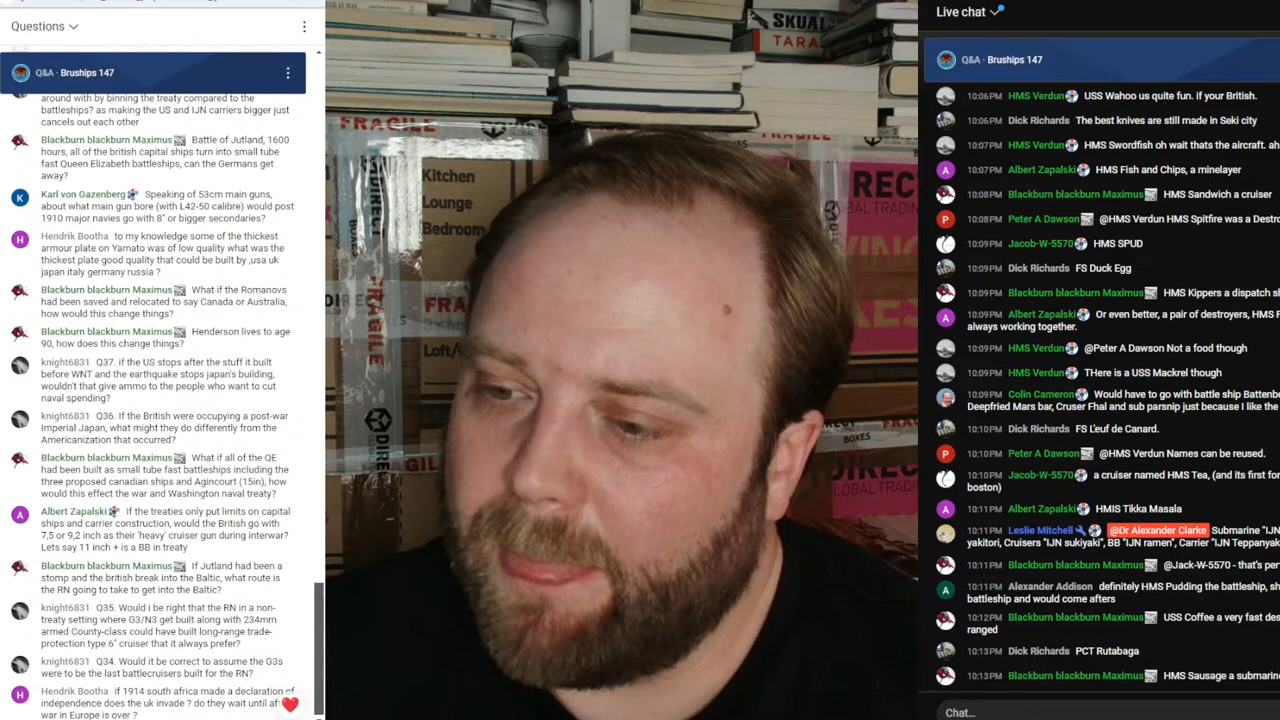 Questions
Q&A · Bruships 147
around with by binning the treaty compared to the
battleships? as making the US and IJN carriers bigger just
cancels out each other
Blackburn blackburn Maximus Battle of Jutland, 1600
hours, all of the british capital ships turn into small tube
fast Queen Elizabeth battleships, can the Germans get
away?
K
Karl von Gazenberg Speaking of 53cm main guns,
about what main gun bore (with L42-50 calibre) would post
1910 major navies go with 8" or bigger secondaries?
H
Hendrik Bootha to my knowledge some of the thickest
armour plate on Yamato was of low quality what was the
thickest plate good quality that could be built by ,usa uk
japan italy germany russia ?
Blackburn blackburn Maximus What if the Romanovs
had been saved and relocated to say Canada or Australia,
how would this change things?
Blackburn blackburn Maximus Henderson lives to age
90, how does this change things?
knight6831 Q37. if the US stops after the stuff it built
before WNT and the earthquake stops japan's building,
wouldn't that give ammo to the people who want to cut
naval spending?
knight6831 Q36. If the British were occupying a post-war
Imperial Japan, what might they do differently from the
Americanization that occurred?
Blackburn blackburn Maximus What if all of the QE
had been built as small tube fast battleships including the
three proposed canadian ships and Agincourt (15in), how
would this effect the war and Washington naval treaty?
A
Albert Zapalski If the treaties only put limits on capital
ships and carrier construction, would the British go with
7,5 or 9,2 inch as their 'heavy' cruiser gun during interwar?
Lets say 11 inch + is a BB in treaty
Blackburn blackburn Maximus If Jutland had been a
stomp and the british break into the Baltic, what route is
the RN going to take to get into the Baltic?
knight6831 Q35. Would i be right that the RN in a non-
treaty setting where G3/N3 get built along with 234mm
armed County-class could have built long-range trade-
protection type 6" cruiser that it always prefer?
knight6831 Q34. Would it be correct to assume the G3s
were to be the last battlecruisers built for the RN?
H
Hendrik Bootha if 1914 south africa made a declaration of
independence does the uk invade ? do they wait until af
war in Europe is over ?
SKUAL
TARA
FRAGILE
FRAGILE
DIRECT
GLOBAL TRADING
Kitchen
Lounge
Bedroom
FRA
Loft/
FRAGILE
BOXES
GLOBAL TRADING
Live chat
Q&A · Bruships 147
10:06PM HMS Verdun USS Wahoo us quite fun. if your British.
10:06PM Dick Richards The best knives are still made in Seki city
10:07PM HMS Verdun HMS Swordfish oh wait thats the aircraft. ah
A
10:07PM Albert Zapalski HMS Fish and Chips, a minelayer
10:08PM Blackburn blackburn Maximus HMS Sandwich a cruiser
P
10:08PM Peter A Dawson @HMS Verdun HMS Spitfire was a Destro
10:09PM Jacob-W-5570 HMS SPUD
10:09PM Dick Richards FS Duck Egg
10:09PM Blackburn blackburn Maximus HMS Kippers a dispatch sh
A
10:09PM Albert Zapalski Or even better, a pair of destroyers, HMS F
always working together.
10:09PM HMS Verdun @Peter A Dawson Not a food though
10:09PM HMS Verdun THere is a USS Mackrel though
10:09PM Colin Cameron Would have to go with battle ship Battenbe
Deepfried Mars bar, Cruser Fhal and sub parsnip just because I like the
10:10PM Dick Richards FS L'euf de Canard.
P
10:10PM Peter A Dawson @HMS Verdun Names can be reused.
10:10PM Jacob-W-5570 a cruiser named HMS Tea, (and its first for
boston)
A
10:11PM Albert Zapalski HMIS Tikka Masala
10:11PM Leslie Mitchell @Dr Alexander Clarke Submarine "IJN
yakitori, Cruisers "IJN sukiyaki", BB "IJN ramen", Carrier "IJN Teppanyak
10:11PM Blackburn blackburn Maximus @Jack-W-5570 - that's per
A
10:11PM Alexander Addison definitely HMS Pudding the battleship, sh
battleship and would come afters
10:12PM Blackburn blackburn Maximus USS Coffee a very fast des
ranged
10:13PM Dick Richards PCT Rutabaga
10:13PM Blackburn blackburn Maximus HMS Sausage a submarine
Chat...